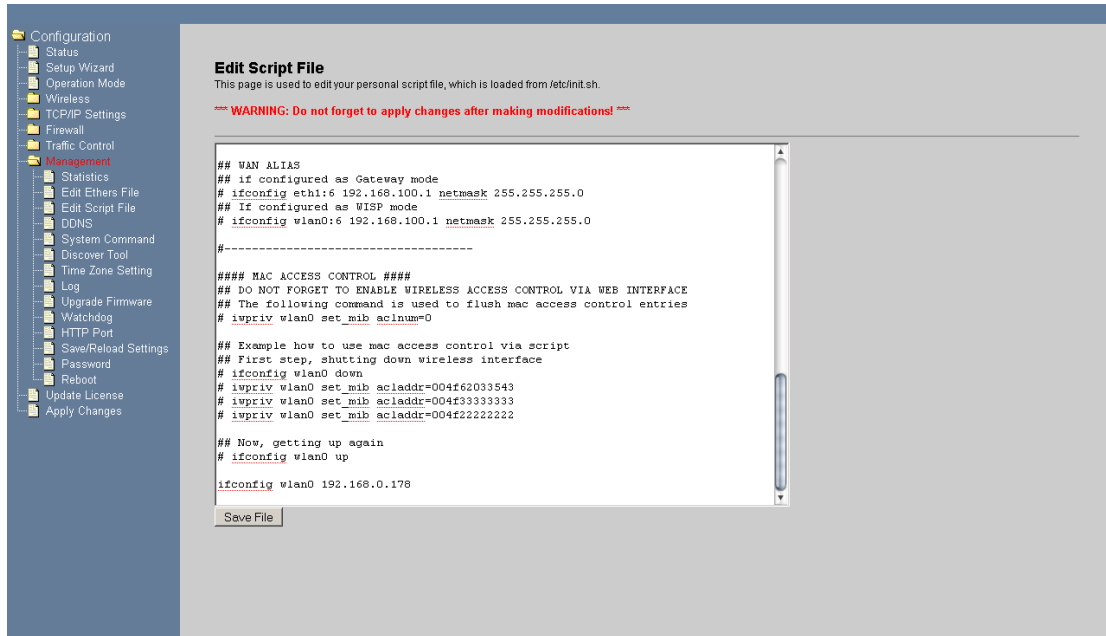 Configuration
Status
Setup Wizard
Operation Mode
Wireless
TCP/IP Settings
Firewall
Traffic Control
Management
Statistics
Edit Ethers File
Edit Script File
DDNS
System Command
Discover Tool
Time Zone Setting
Log
Upgrade Firmware
Watchdog
HTTP Port
Save/Reload Settings
Password
Reboot
Update License
Apply Changes
Edit Script File
This page is used to edit your personal script file, which is loaded from /etc/init.sh.
*** WARNING: Do not forget to apply changes after making modifications! ***
## WAN ALIAS
## if configured as Gateway mode
# ifconfig eth1:6 192.168.100.1 netmask 255.255.255.0
## If configured as WISP mode
# ifconfig wlan0:6 192.168.100.1 netmask 255.255.255.0
#------------------------------------
#### MAC ACCESS CONTROL ####
## DO NOT FORGET TO ENABLE WIRELESS ACCESS CONTROL VIA WEB INTERFACE
## The following command is used to flush mac access control entries
# iwpriv wlan0 set_mib aclnum=0
## Example how to use mac access control via script
## First step, shutting down wireless interface
# ifconfig wlan0 down
# iwpriv wlan0 set_mib acladdr=004f62033543
# iwpriv wlan0 set_mib acladdr=004f33333333
# iwpriv wlan0 set_mib acladdr=004f22222222
## Now, getting up again
# ifconfig wlan0 up
ifconfig wlan0 192.168.0.178
Save File